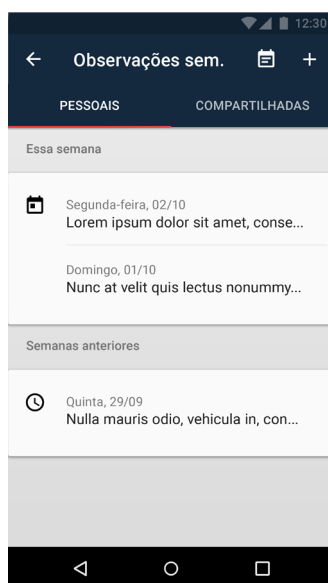 12:30
Observações sem.
PESSOAIS
COMPARTILHADAS
Essa semana
Segunda-feira, 02/10
Lorem ipsum dolor sit amet, conse...
Domingo, 01/10
Nunc at velit quis lectus nonummy...
Semanas anteriores
Quinta, 29/09
Nulla mauris odio, vehicula in, con...